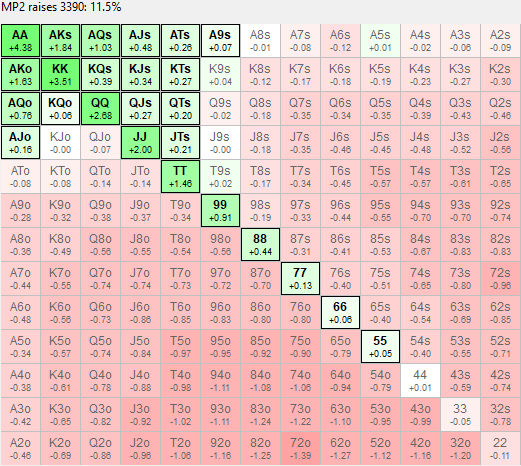 MP2 raises 3390: 11.5%
AA AKs AQs AJs ATs A9s A8s A7s A6s A5s A4s A3s A2s
+4.38 +1.84 +1.03 +0.48 +0.26 +0.07 -0.01 -0.08 -0.12 +0.01 -0.02 -0.06 -0.09
AKo KK KQs KJs KTs K9s K8s K7s K6s K5s K4s K3s K2s
+1.63 +3.51 +0.39 +0.34 +0.27 +0.04 -0.12 -0.17 -0.18 -0.19 -0.23 -0.27 -0.30
AQo KQo QQ QJs QTs Q9s Q8s Q7s Q6s Q5s Q4s Q3s Q2s
+0.76 +0.06 +2.68 +0.27 +0.20 -0.02 -0.18 -0.35 -0.34 -0.35 -0.39 -0.43 -0.46
AJo KJo QJo JJ JTs J9s J8s J7s J6s J5s J4s J3s J2s
+0.16 -0.00 -0.07 +2.00 +0.21 -0.00 -0.18 -0.35 -0.46 -0.45 -0.48 -0.52 -0.56
ATo KTo QTo JTo TT T9s T8s T7s T6s T5s T4s T3s T2s
-0.08 -0.08 -0.14 -0.14 +1.46 +0.02 -0.17 -0.34 -0.45 -0.57 -0.57 -0.61 -0.65
A9o K9o Q9o J9o T9o 99 98s 97s 96s 95s 94s 93s 92s
-0.28 -0.32 -0.38 -0.37 -0.34 +0.91 -0.19 -0.33 -0.44 -0.55 -0.70 -0.70 -0.74
A8o K8o Q8o J8o T8o 98o 88 87s 86s 85s 84s 83s 82s
-0.36 -0.49 -0.56 -0.55 -0.54 -0.56 +0.44 -0.31 -0.41 -0.53 -0.67 -0.83 -0.83
A7o K7o Q7o J7o T7o 97o 87o 77 76s 75s 74s 73s 72s
-0.44 -0.55 -0.74 -0.74 -0.73 -0.72 -0.70 +0.13 -0.40 -0.51 -0.65 -0.80 -0.96
A6o K6o Q6o J6o T6o 96o 86o 76o 66 65s 64s 63s 62s
-0.48 -0.56 -0.73 -0.86 -0.85 -0.83 -0.80 -0.80 +0.06 -0.40 -0.54 -0.69 -0.85
A5o K5o Q5o J5o T5o 95o 85o 75o 65o 55 54s 53s 52s
-0.34 -0.57 -0.74 -0.84 -0.97 -0.95 -0.92 -0.90 -0.79 +0.05 -0.40 -0.55 -0.71
A4o K4o Q4o J4o T4o 94o 84o 74o 64o 54o 44 43s 42s
-0.38 -0.61 -0.78 -0.88 -0.98 -1.11 -1.08 -1.06 -0.94 -0.79 +0.01 -0.59 -0.74
A3o K3o Q3o J3o T3o 93o 83o 73o 63o 53o 43o 33 32s
-0.42 -0.65 -0.82 -0.92 -1.02 -1.11 -1.24 -1.22 -1.10 -0.95 -0.99 -0.05 -0.78
A2o K2o Q2o J2o T2o 92o 82o 72o 62o 52o 42o 32o 22
-0.46 -0.69 -0.86 -0.96 -1.06 -1.16 -1.25 -1.39 -1.27 -1.12 -1.16 -1.20 -0.11